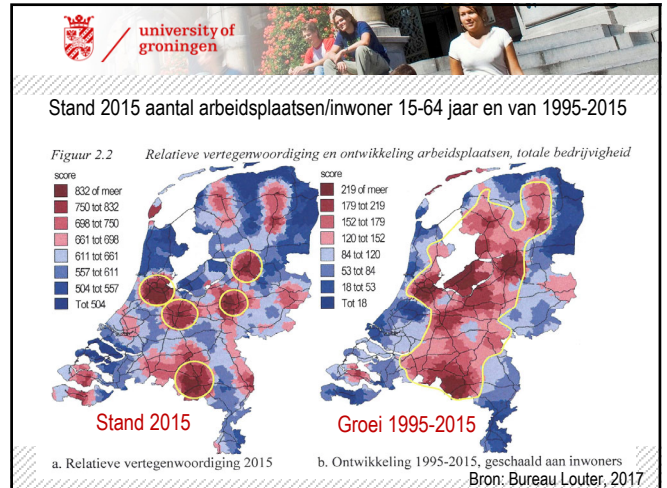 university of
groningen
Stand 2015 aantal arbeidsplaatsen/inwoner 15-64 jaar en van 1995-2015
Figuur 2.2 Relatieve vertegenwoordiging en ontwikkeling arbeidsplaatsen, totale bedrijvigheid
score
832 of meer
750 tot 832
698 tot 750
661 tot 698
611 tot 661
557 tot 611
504 tot 557
Tot 504
score
219 of meer
179 tot 219
152 tot 179
120 tot 152
84 tot 120
53 tot 84
18 tot 53
Tot 18
Stand 2015
Groei 1995-2015
a. Relatieve vertegenwoordiging 2015
b. Ontwikkeling 1995-2015, geschaald aan inwoners
Bron: Bureau Louter, 2017